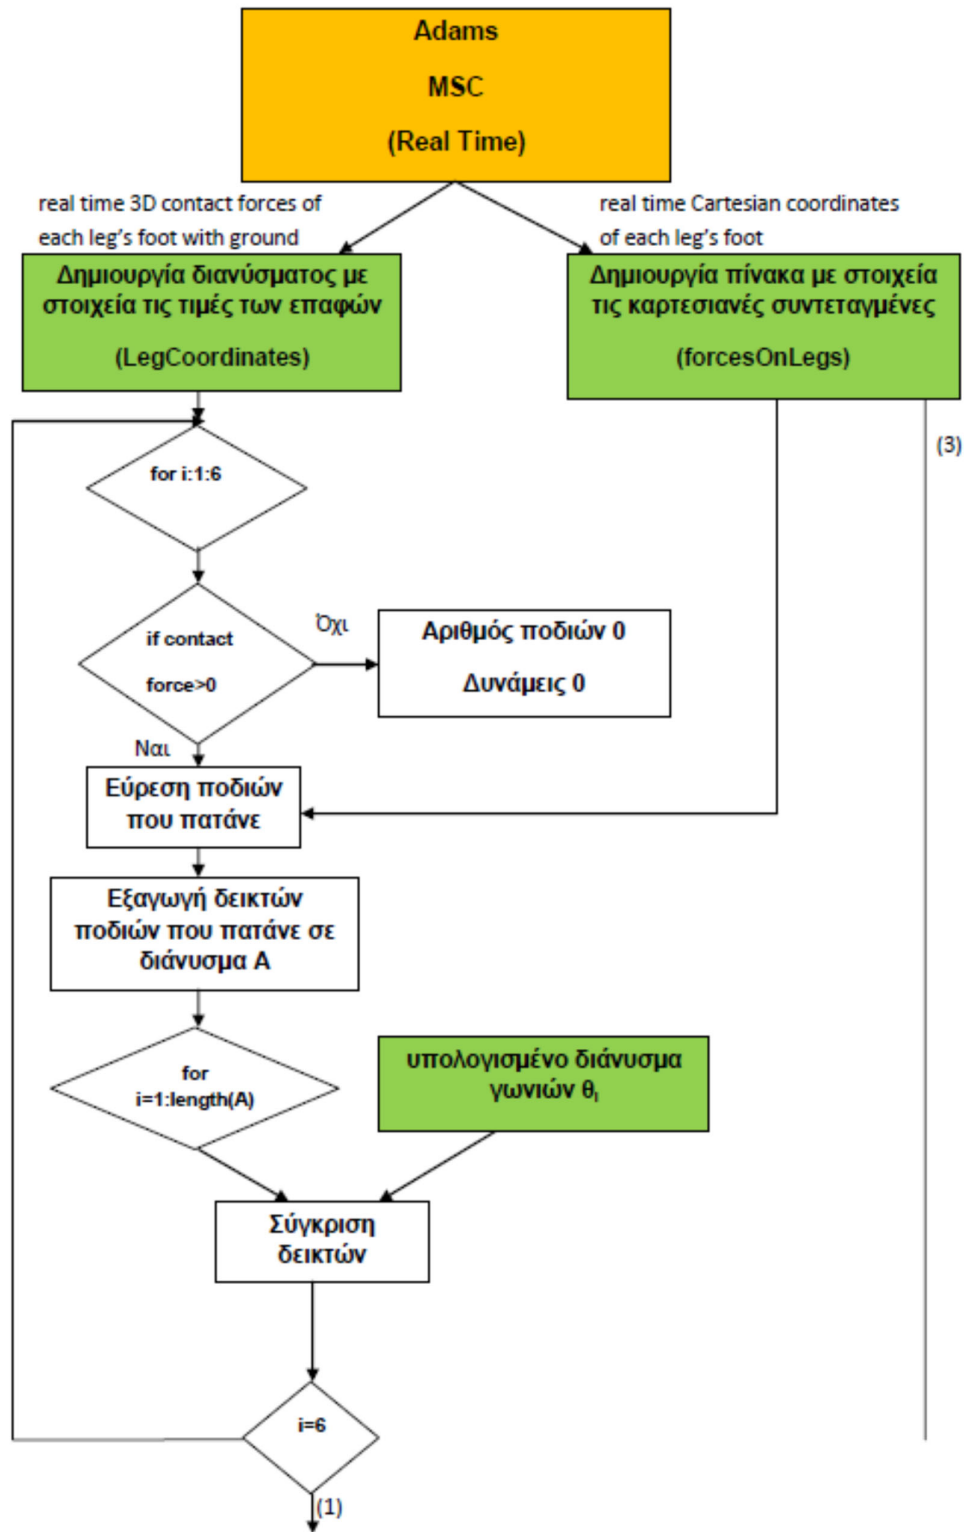 Adams
MSC
(Real Time)
real time 3D contact forces of
each leg's foot with ground
real time Cartesian coordinates
of each leg's foot
Δημιουργία διανύσματος με
στοιχεία τις τιμές των επαφών
(LegCoordinates)
Δημιουργία πίνακα με στοιχεία
τις καρτεσιανές συντεταγμένες
(forcesOnLegs)
(3)
for i:1:6
if contact
force>0
Όχι
Αριθμός ποδιών 0
Δυνάμεις 0
Ναι
Εύρεση ποδιών
που πατάνε
Εξαγωγή δεικτών
ποδιών που πατάνε σε
διάνυσμα Α
for
i=1:length(A)
υπολογισμένο διάνυσμα
γωνιών θᵢ
Σύγκριση
δεικτών
i=6
(1)